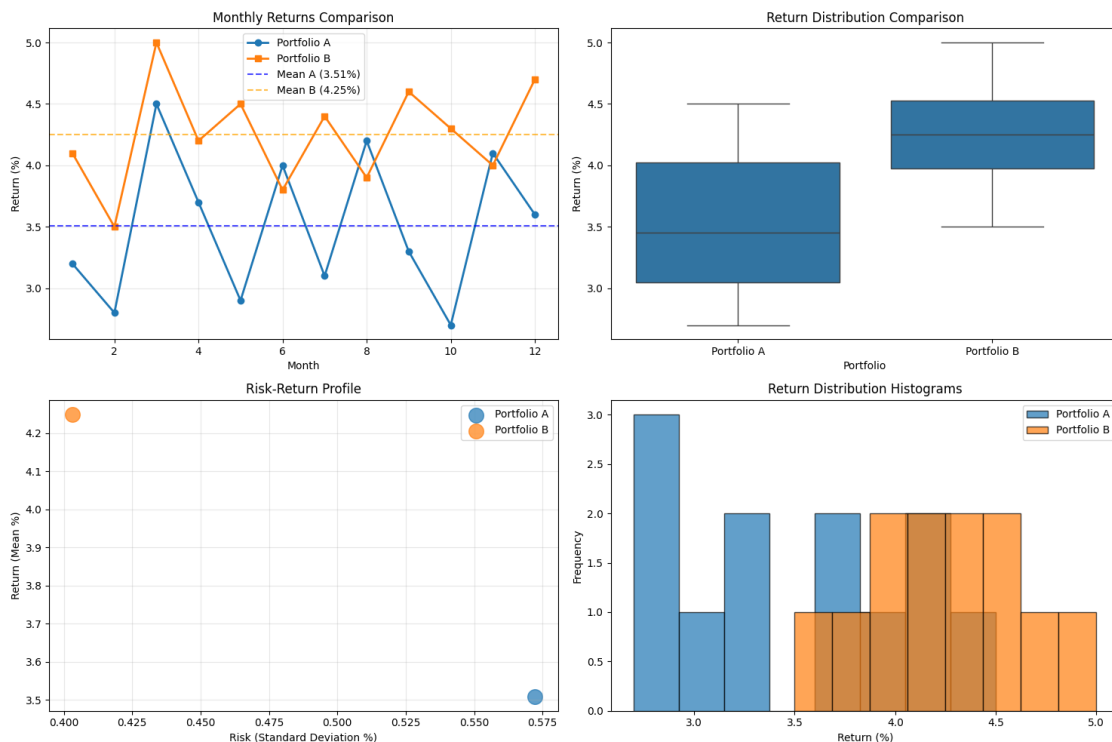 Monthly Returns Comparison
Portfolio A
Portfolio B
Mean A (3.51%)
Mean B (4.25%)
5.0
4.5
4.0
3.5
3.0
Return (%)
2
4
6
8
10
12
Month
Return Distribution Comparison
5.0
4.5
4.0
3.5
3.0
Return (%)
Portfolio A
Portfolio B
Portfolio
Risk-Return Profile
Portfolio A
Portfolio B
4.2
4.1
4.0
3.9
3.8
3.7
3.6
3.5
Return (Mean %)
0.400
0.425
0.450
0.475
0.500
0.525
0.550
0.575
Risk (Standard Deviation %)
Return Distribution Histograms
Portfolio A
Portfolio B
3.0
2.5
2.0
1.5
1.0
0.5
0.0
Frequency
3.0
3.5
4.0
4.5
5.0
Return (%)